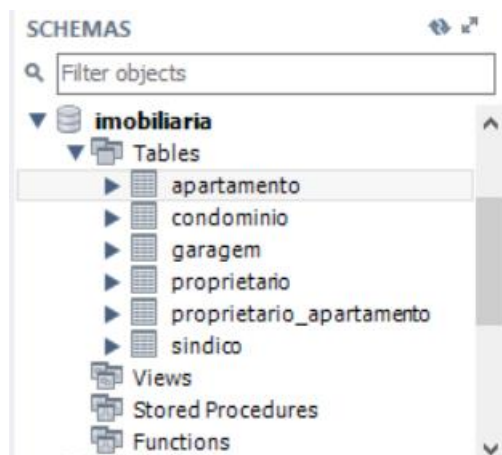 SCHEMAS
Filter objects
imobiliaria
Tables
apartamento
condominio
garagem
proprietario
proprietario_apartamento
sindico
Views
Stored Procedures
Functions